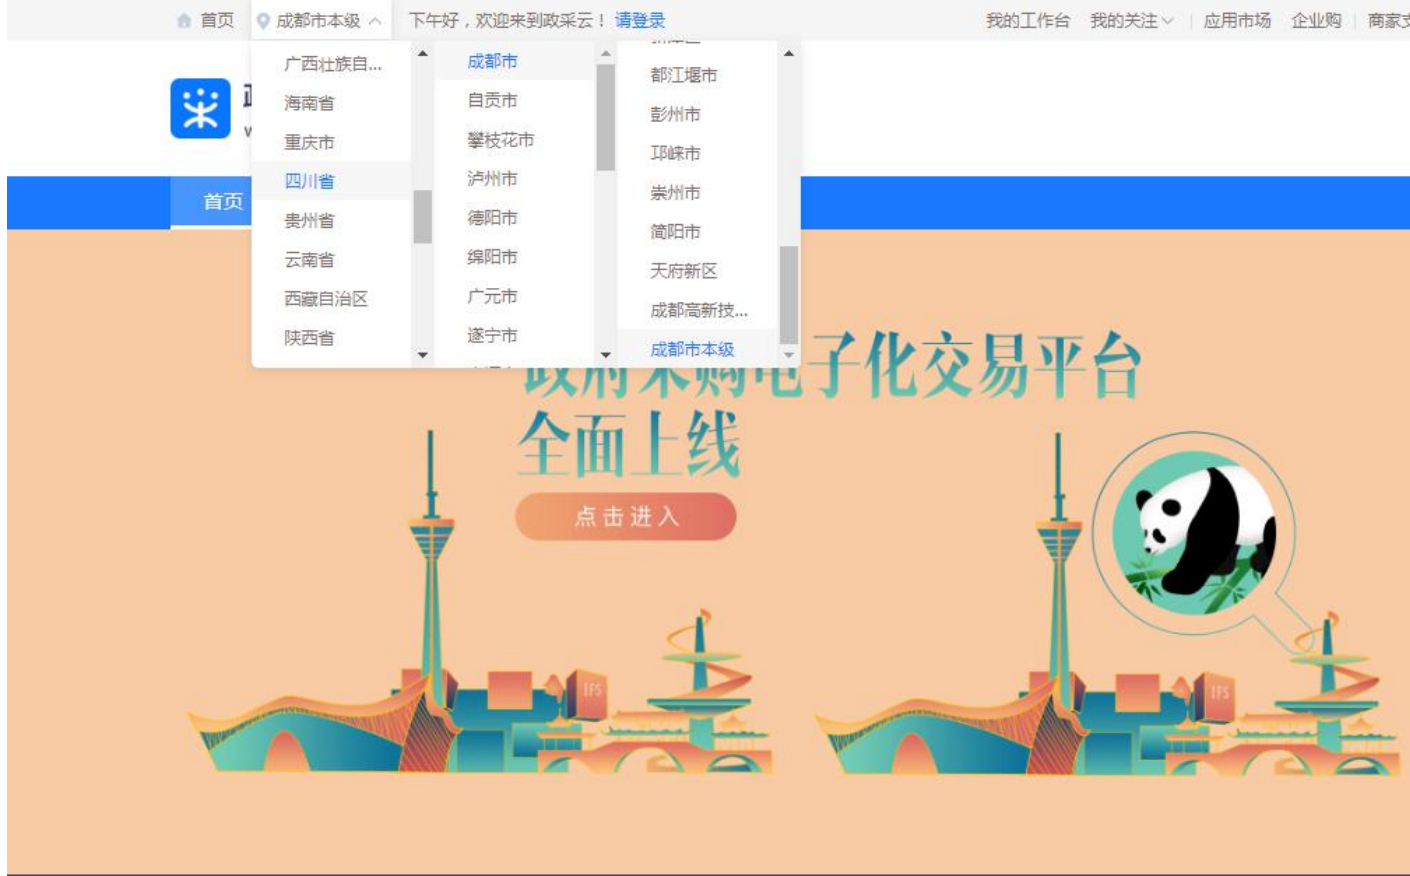 首页 成都市本级 下午好，欢迎来到政采云！ 请登录 我的工作台 我的关注 应用市场 企业购 商家支
广西壮族自...
海南省
重庆市
四川省
贵州省
云南省
西藏自治区
陕西省
成都市
自贡市
攀枝花市
泸州市
德阳市
绵阳市
广元市
遂宁市
都江堰市
彭州市
邛崃市
崇州市
简阳市
天府新区
成都高新技...
成都市本级
采
首页
政府采购电子化交易平台
全面上线
点击进入
IFS
IFS